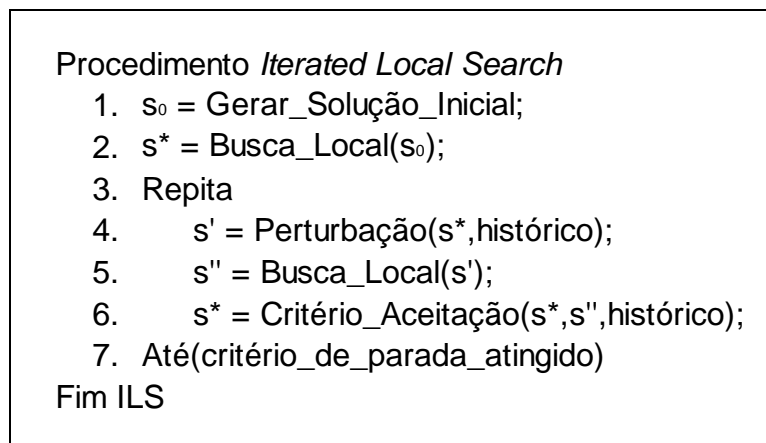 Procedimento Iterated Local Search
1. s0 = Gerar_Solução_Inicial;
2. s* = Busca_Local(s0);
3. Repita
4. s' = Perturbação(s*,histórico);
5. s'' = Busca_Local(s');
6. s* = Critério_Aceitação(s*,s'',histórico);
7. Até(critério_de_parada_atingido)
Fim ILS